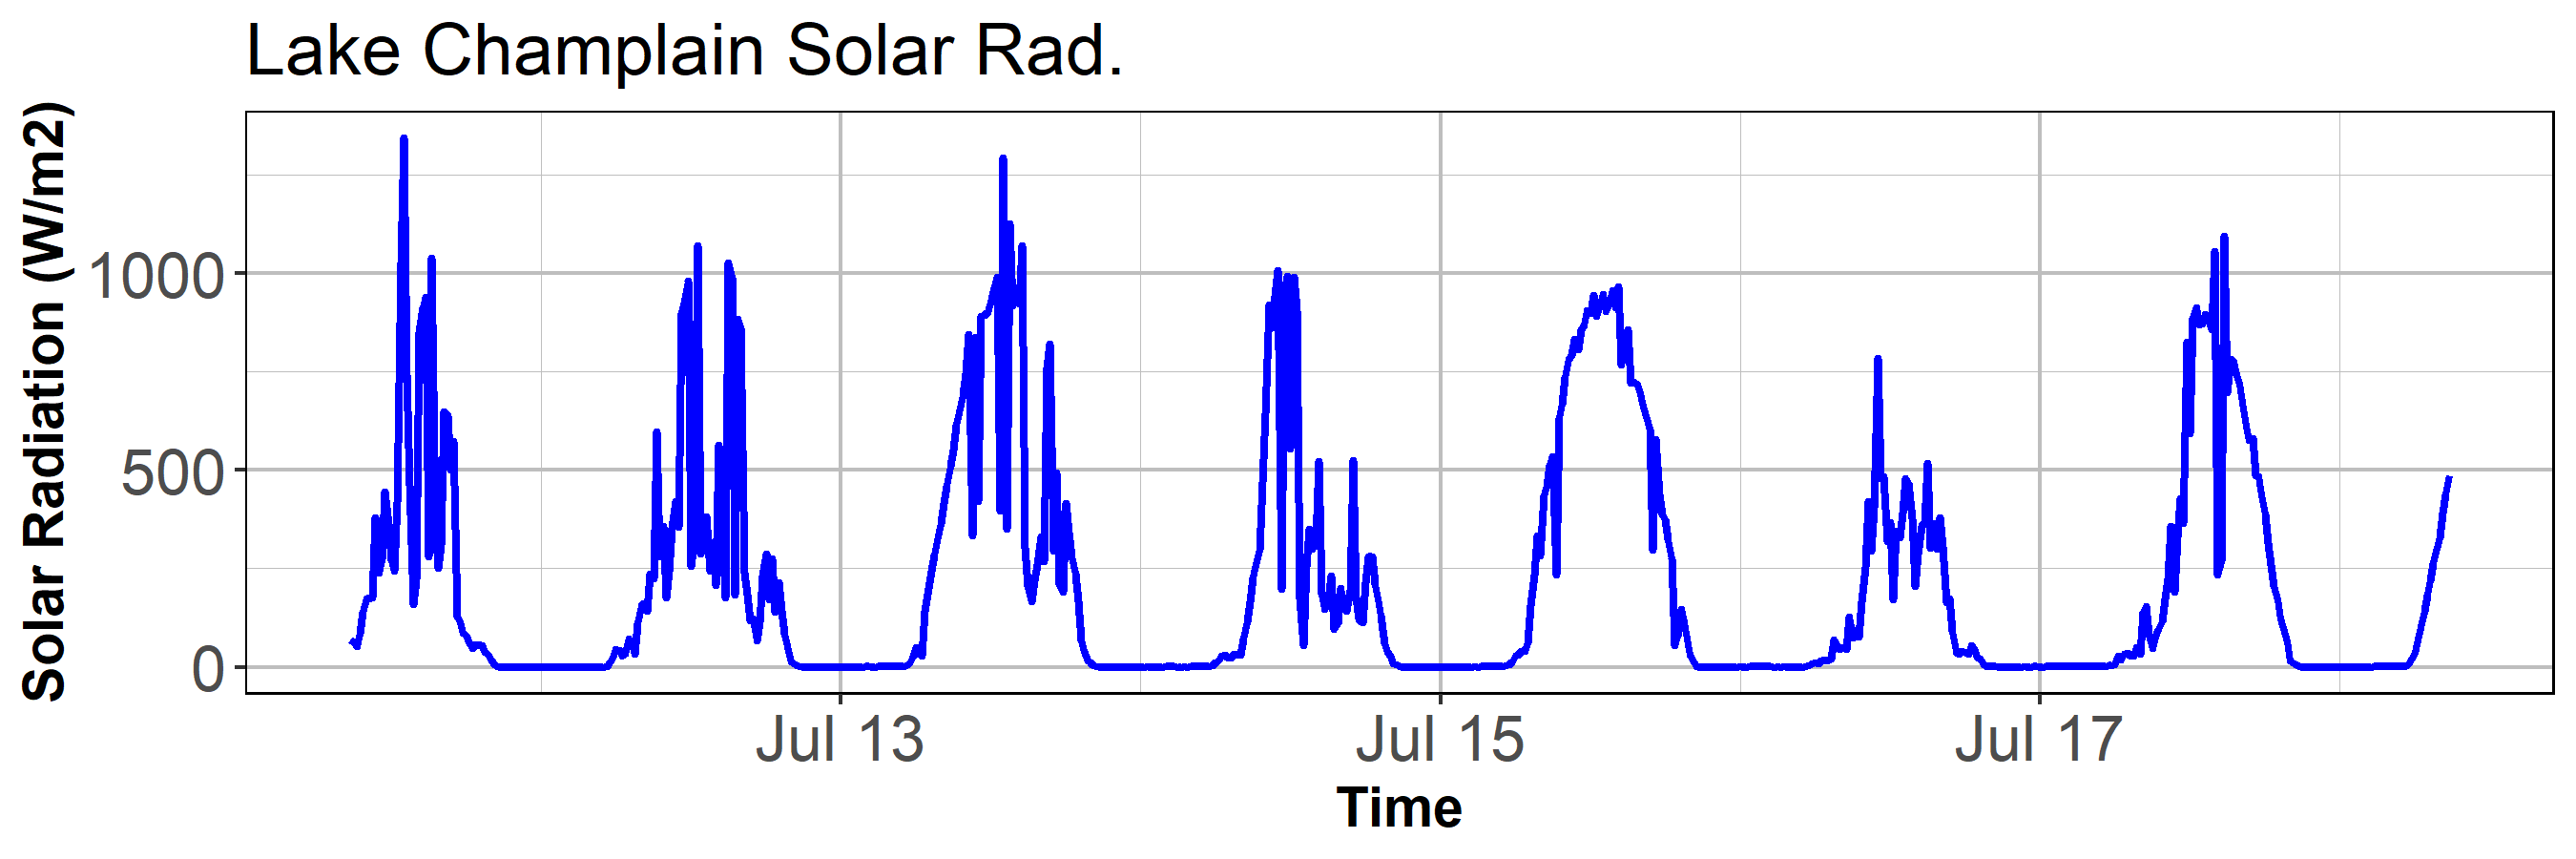 Lake Champlain Solar Rad.
Solar Radiation (W/m2)
1000
500
0
Jul 13
Jul 15
Jul 17
Time